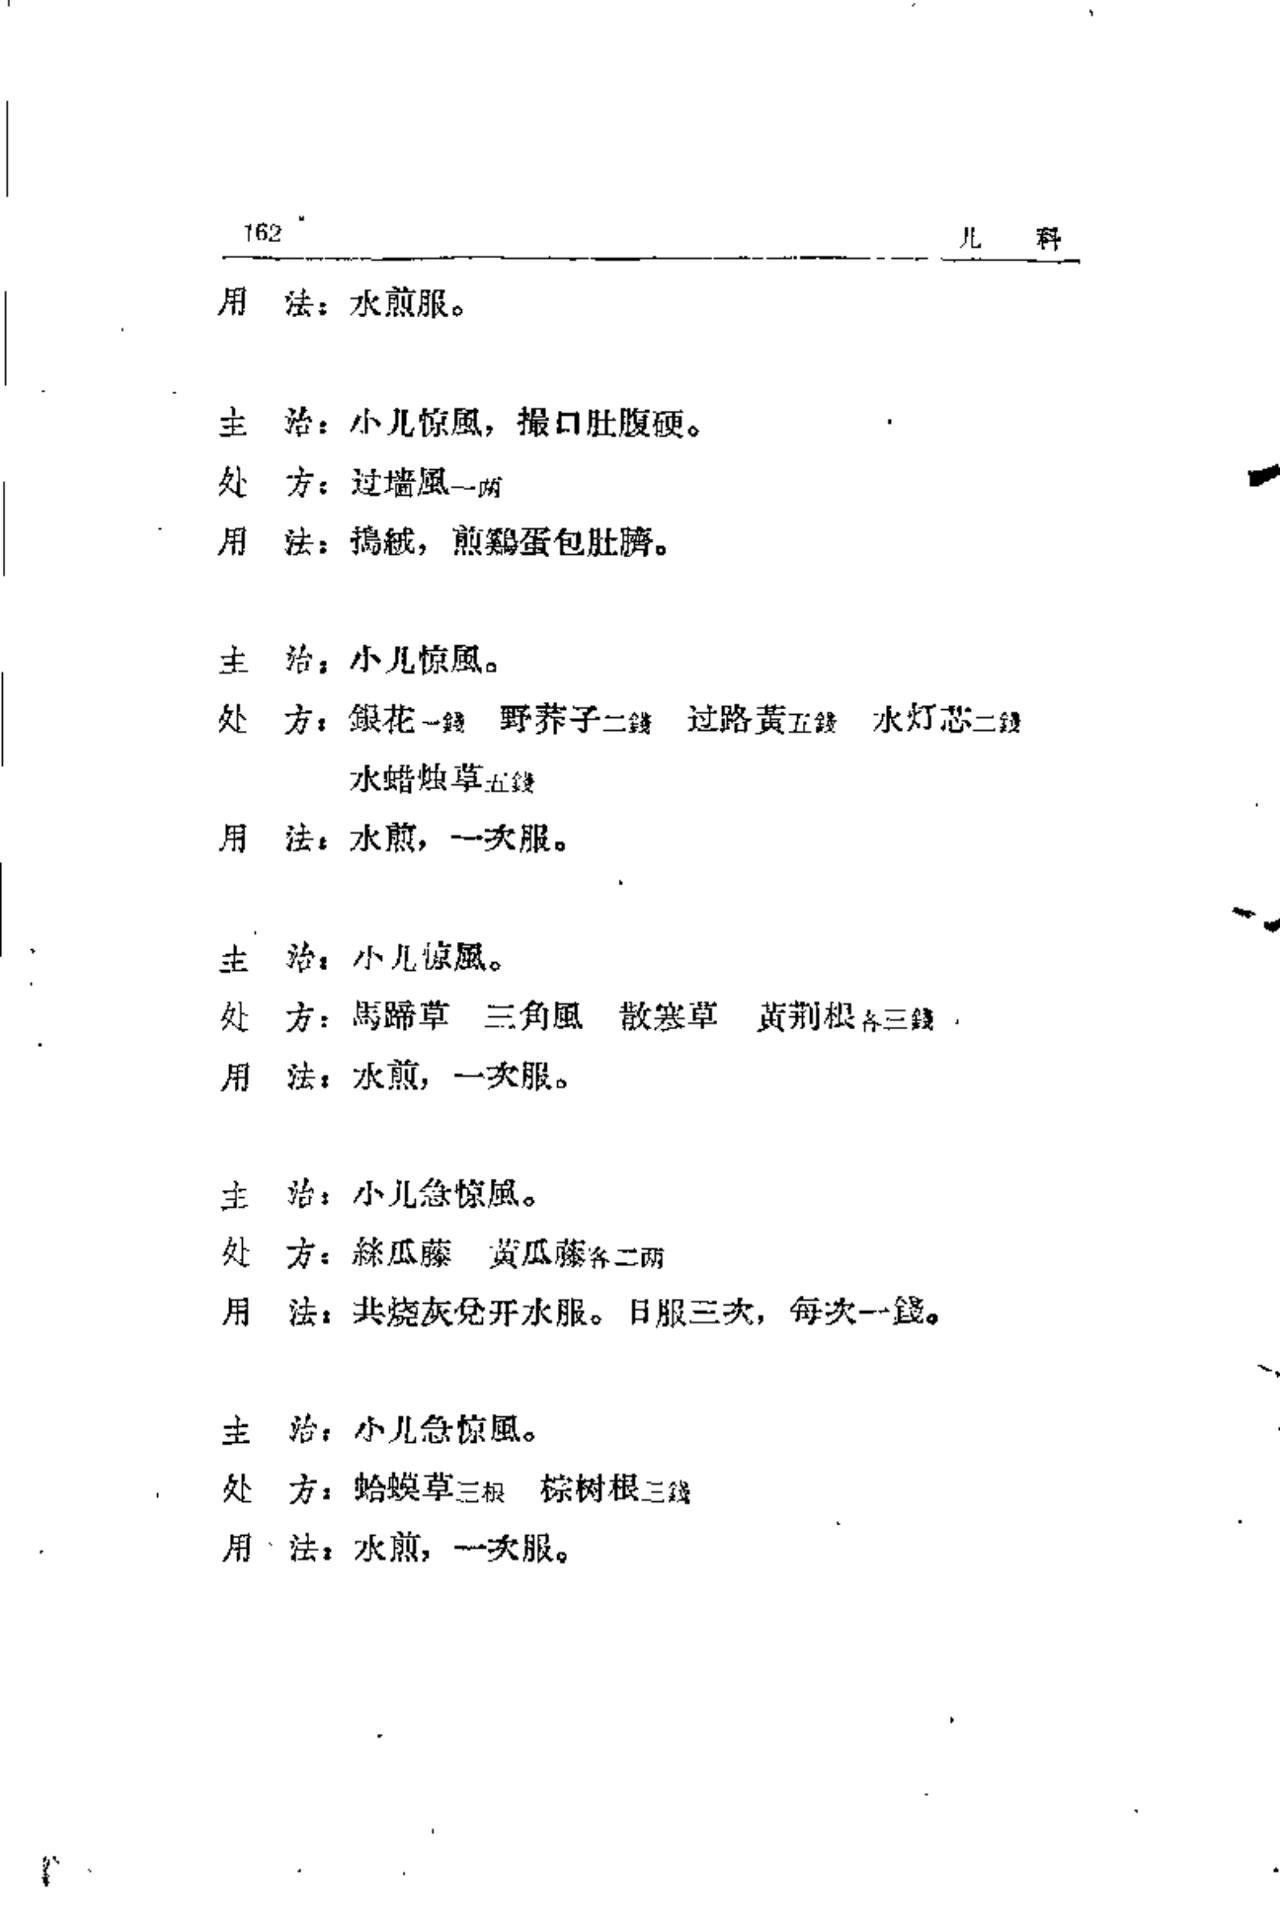 162 儿 科
用 法：水煎服。
主 治：小儿惊風，撮口肚腹硬。
处 方：过墙風一两
用 法：搗絨，煎鷄蛋包肚臍。
主 治：小儿惊風。
处 方：銀花一錢 野荞子二錢 过路黃五錢 水灯芯二錢
水蜡烛草五錢
用 法：水煎，一次服。
主 治：小儿惊風。
处 方：馬蹄草 三角風 散寒草 黃荆根各三錢
用 法：水煎，一次服。
主 治：小儿急惊風。
处 方：絲瓜藤 黃瓜藤各二两
用 法：共烧灰兌开水服。日服三次，每次一錢。
主 治：小儿急惊風。
处 方：蛤蟆草三根 棕树根三錢
用 法：水煎，一次服。